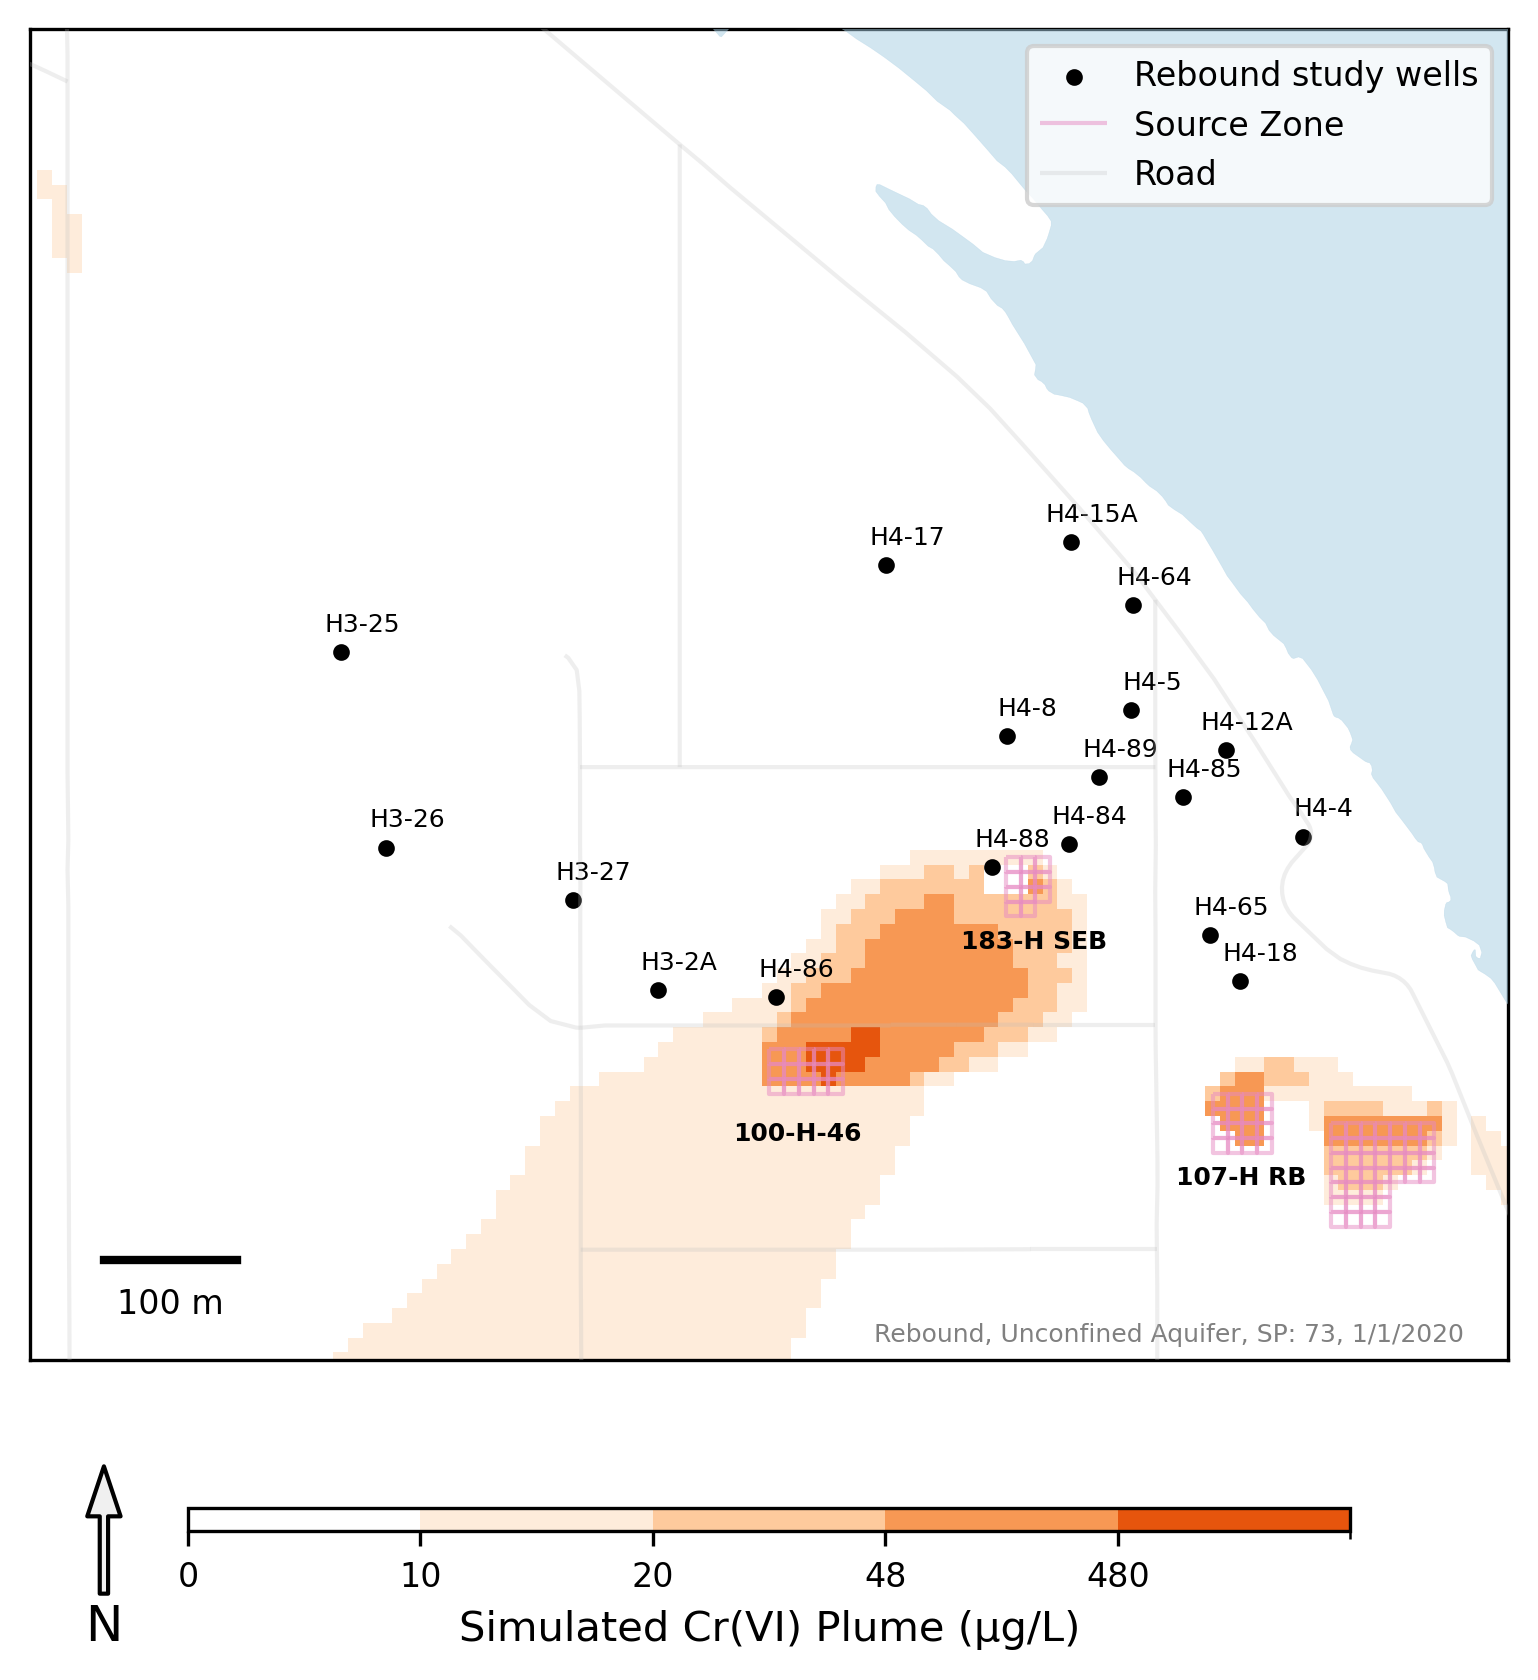 Rebound study wells
Source Zone
Road
H4-15A
H4-17
H4-64
H3-25
H4-5
H4-8
H4-12A
H4-89
H4-85
H4-4
H3-26
H4-84
H4-88
H3-27
H4-65
183-H SEB
H4-18
H3-2A
H4-86
100-H-46
107-H RB
100 m
Rebound, Unconfined Aquifer, SP: 73, 1/1/2020
0 10 20 48 480
N
Simulated Cr(VI) Plume (µg/L)